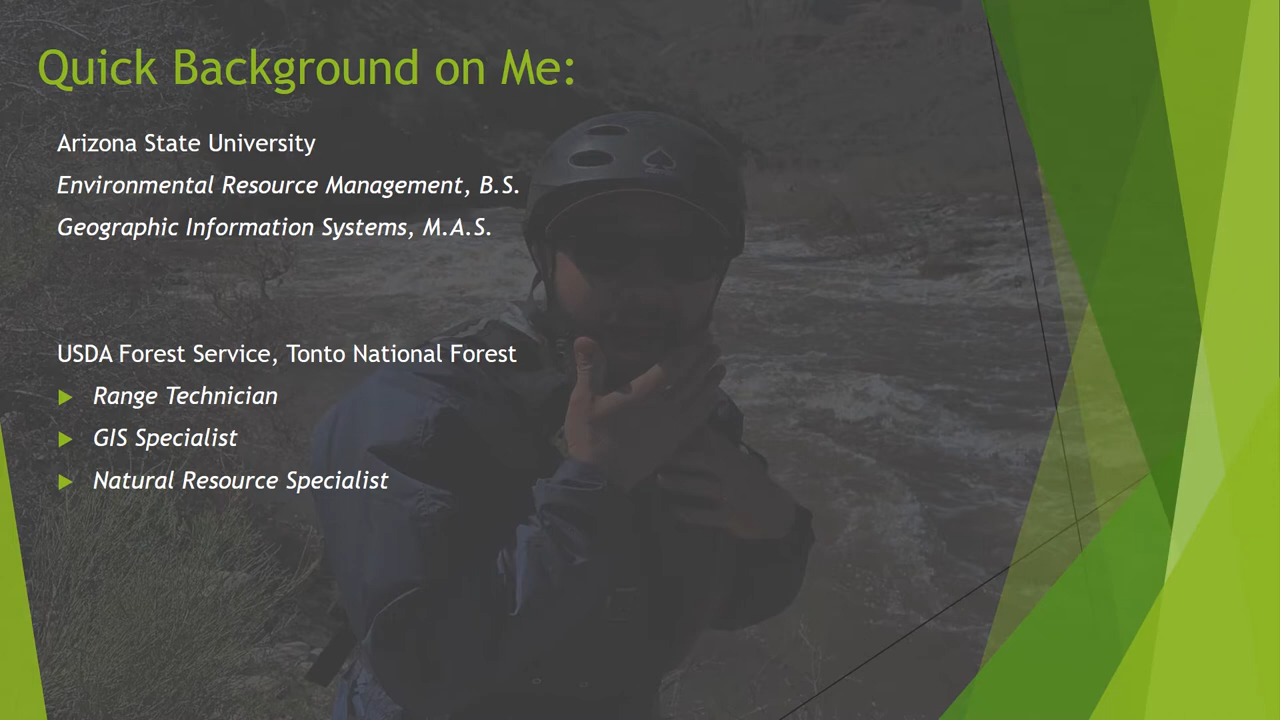 Quick Background on Me:
Arizona State University
Environmental Resource Management, B.S.
Geographic Information Systems, M.A.S.
USDA Forest Service, Tonto National Forest
Range Technician
GIS Specialist
Natural Resource Specialist